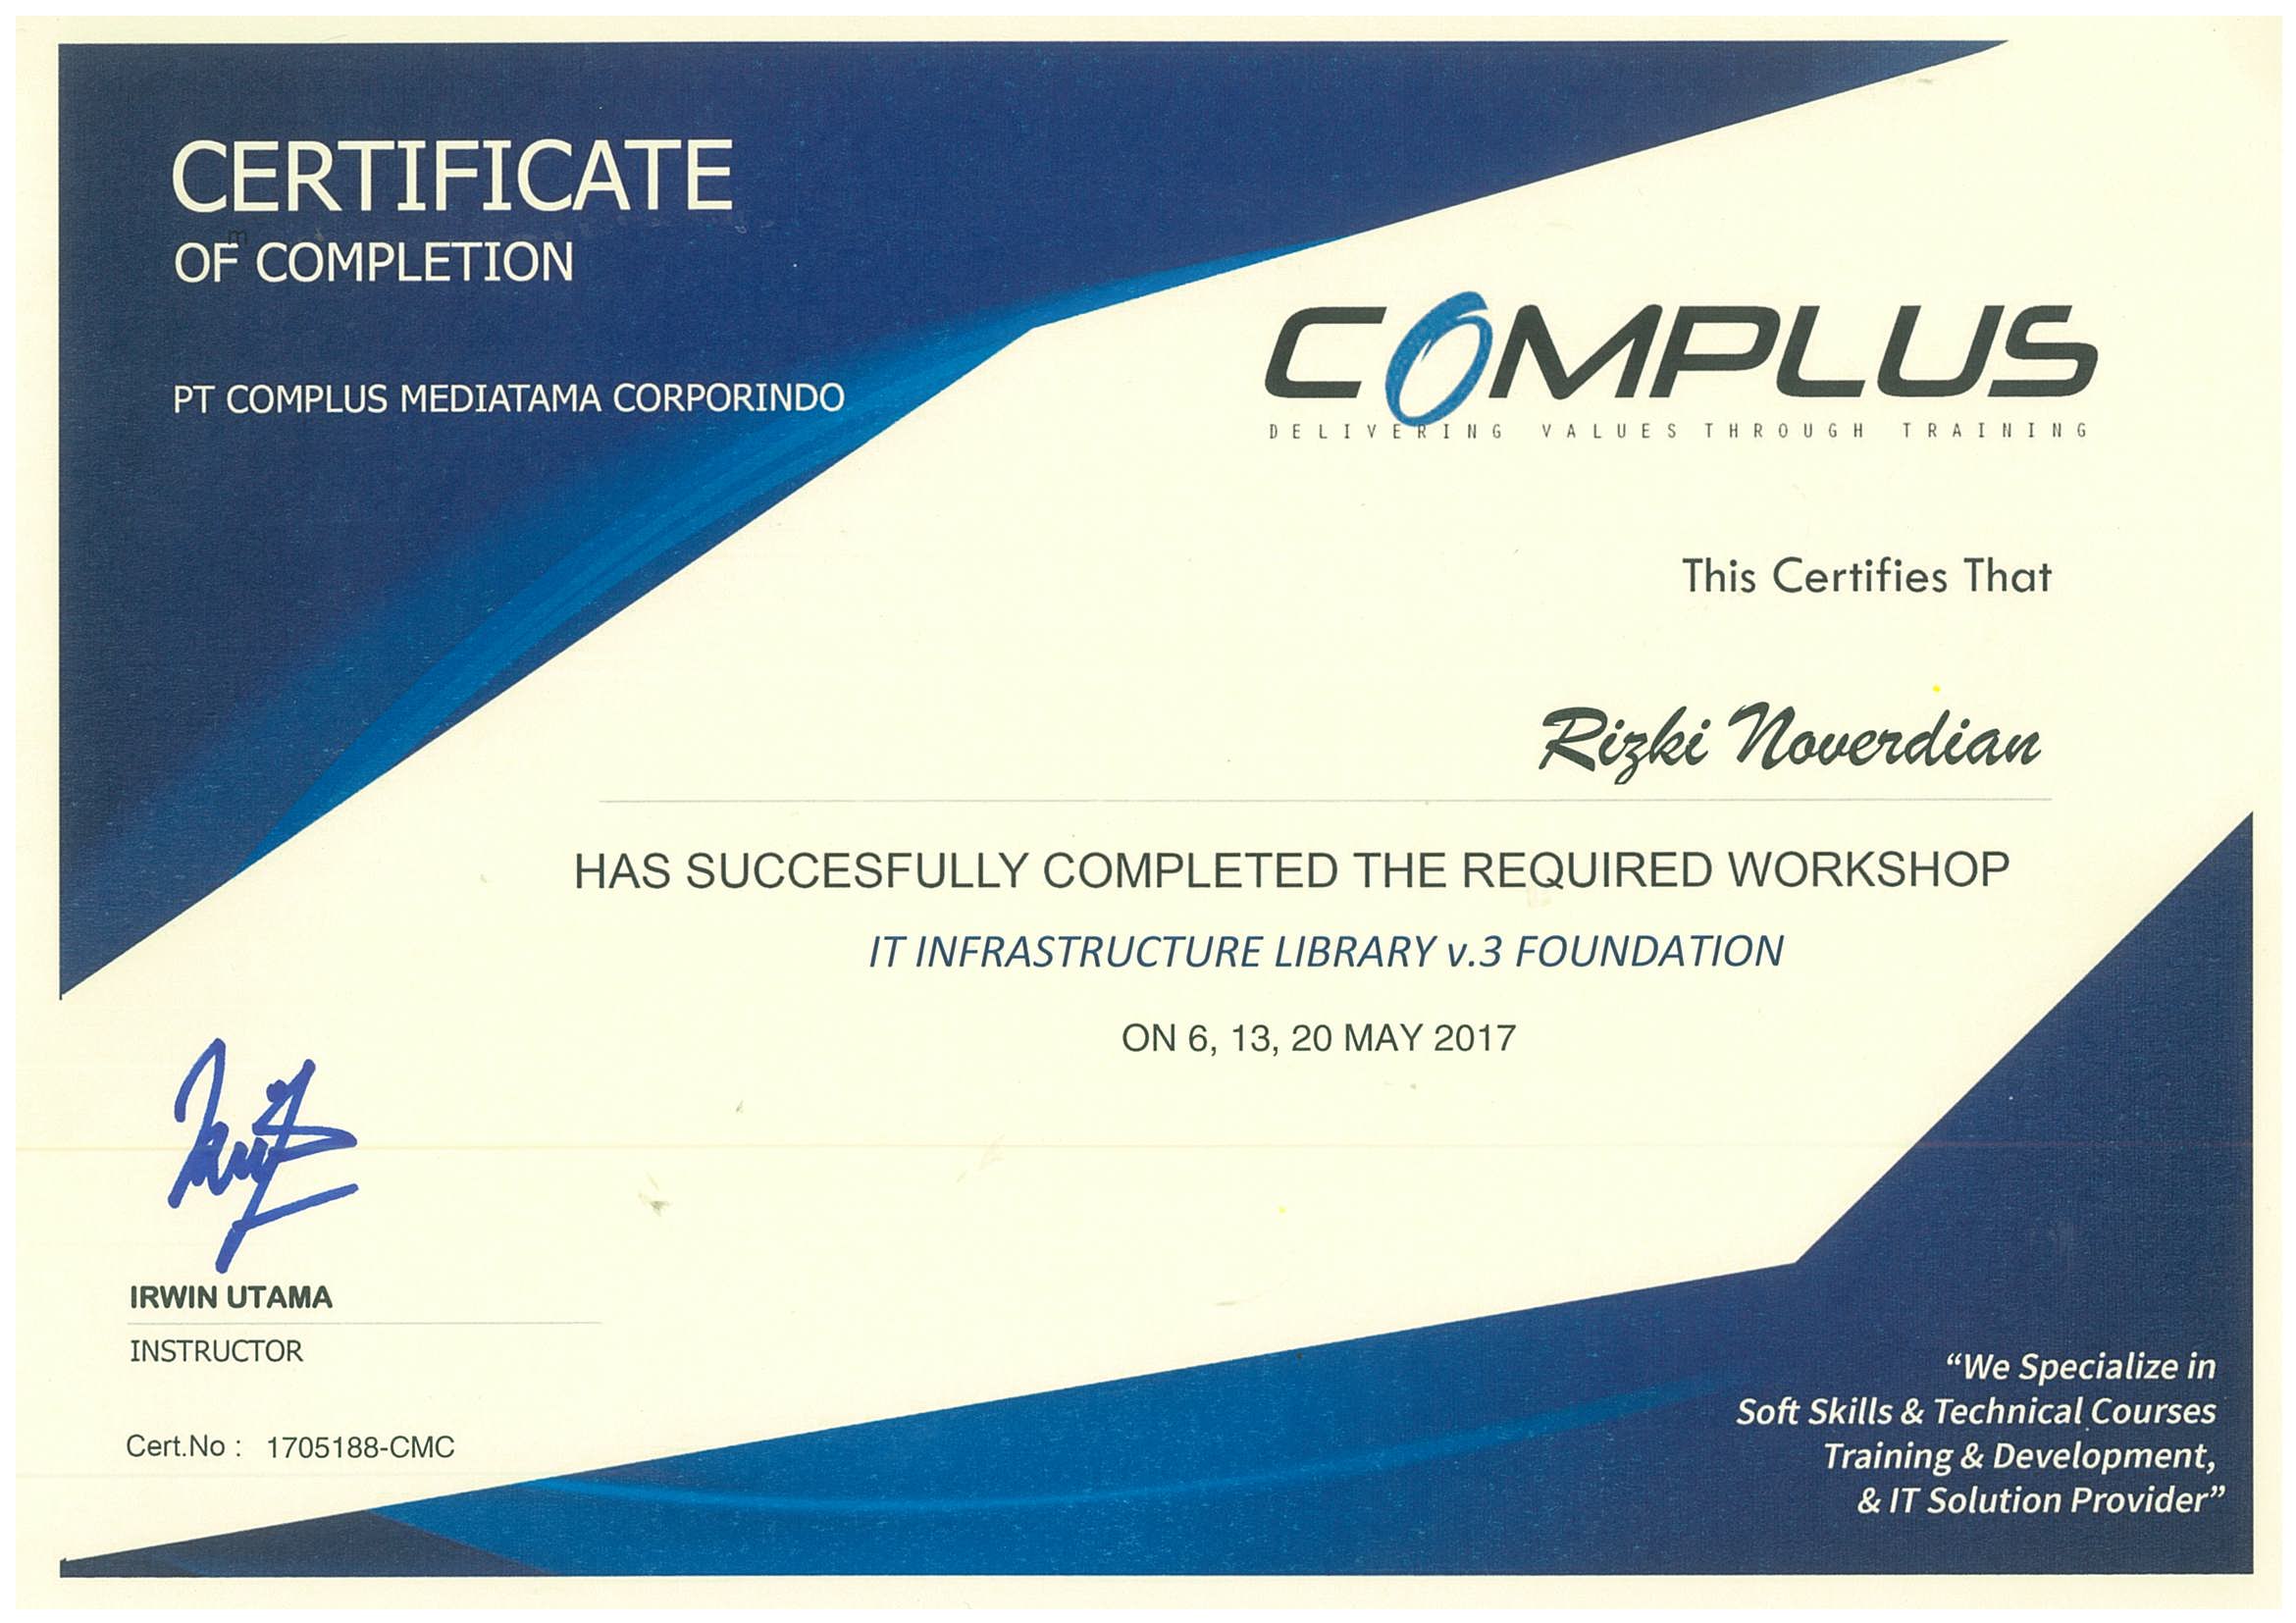 CERTIFICATE
OF COMPLETION
PT COMPLUS MEDIATAMA CORPORINDO
COMPLUS
DELIVERING VALUES THROUGH TRAINING
This Certifies That
Rizki Noverdian
HAS SUCCESFULLY COMPLETED THE REQUIRED WORKSHOP
IT INFRASTRUCTURE LIBRARY v.3 FOUNDATION
ON 6, 13, 20 MAY 2017
IRWIN UTAMA
INSTRUCTOR
Cert.No : 1705188-CMC
“We Specialize in
Soft Skills & Technical Courses
Training & Development,
& IT Solution Provider”